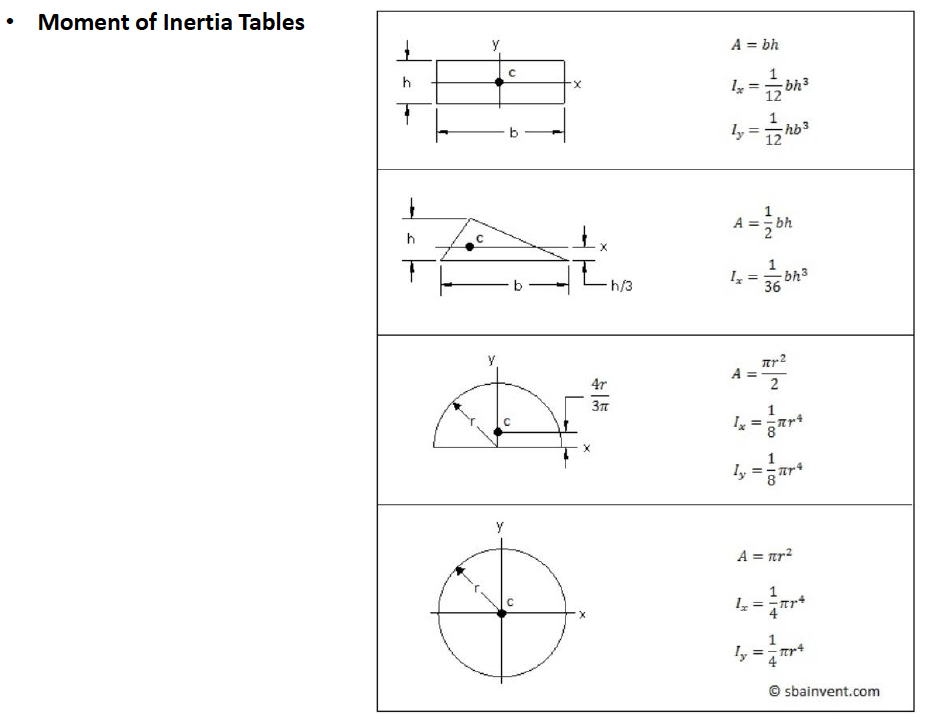 • Moment of Inertia Tables
y
h
c
x
b
A = bh
Iₓ = 1/12 bh³
I_y = 1/12 hb³
h
c
x
b
h/3
A = 1/2 bh
Iₓ = 1/36 bh³
y
4r/3π
r
c
x
A = πr²/2
Iₓ = 1/8 πr⁴
I_y = 1/8 πr⁴
y
r
c
x
A = πr²
Iₓ = 1/4 πr⁴
I_y = 1/4 πr⁴
© sbainvent.com